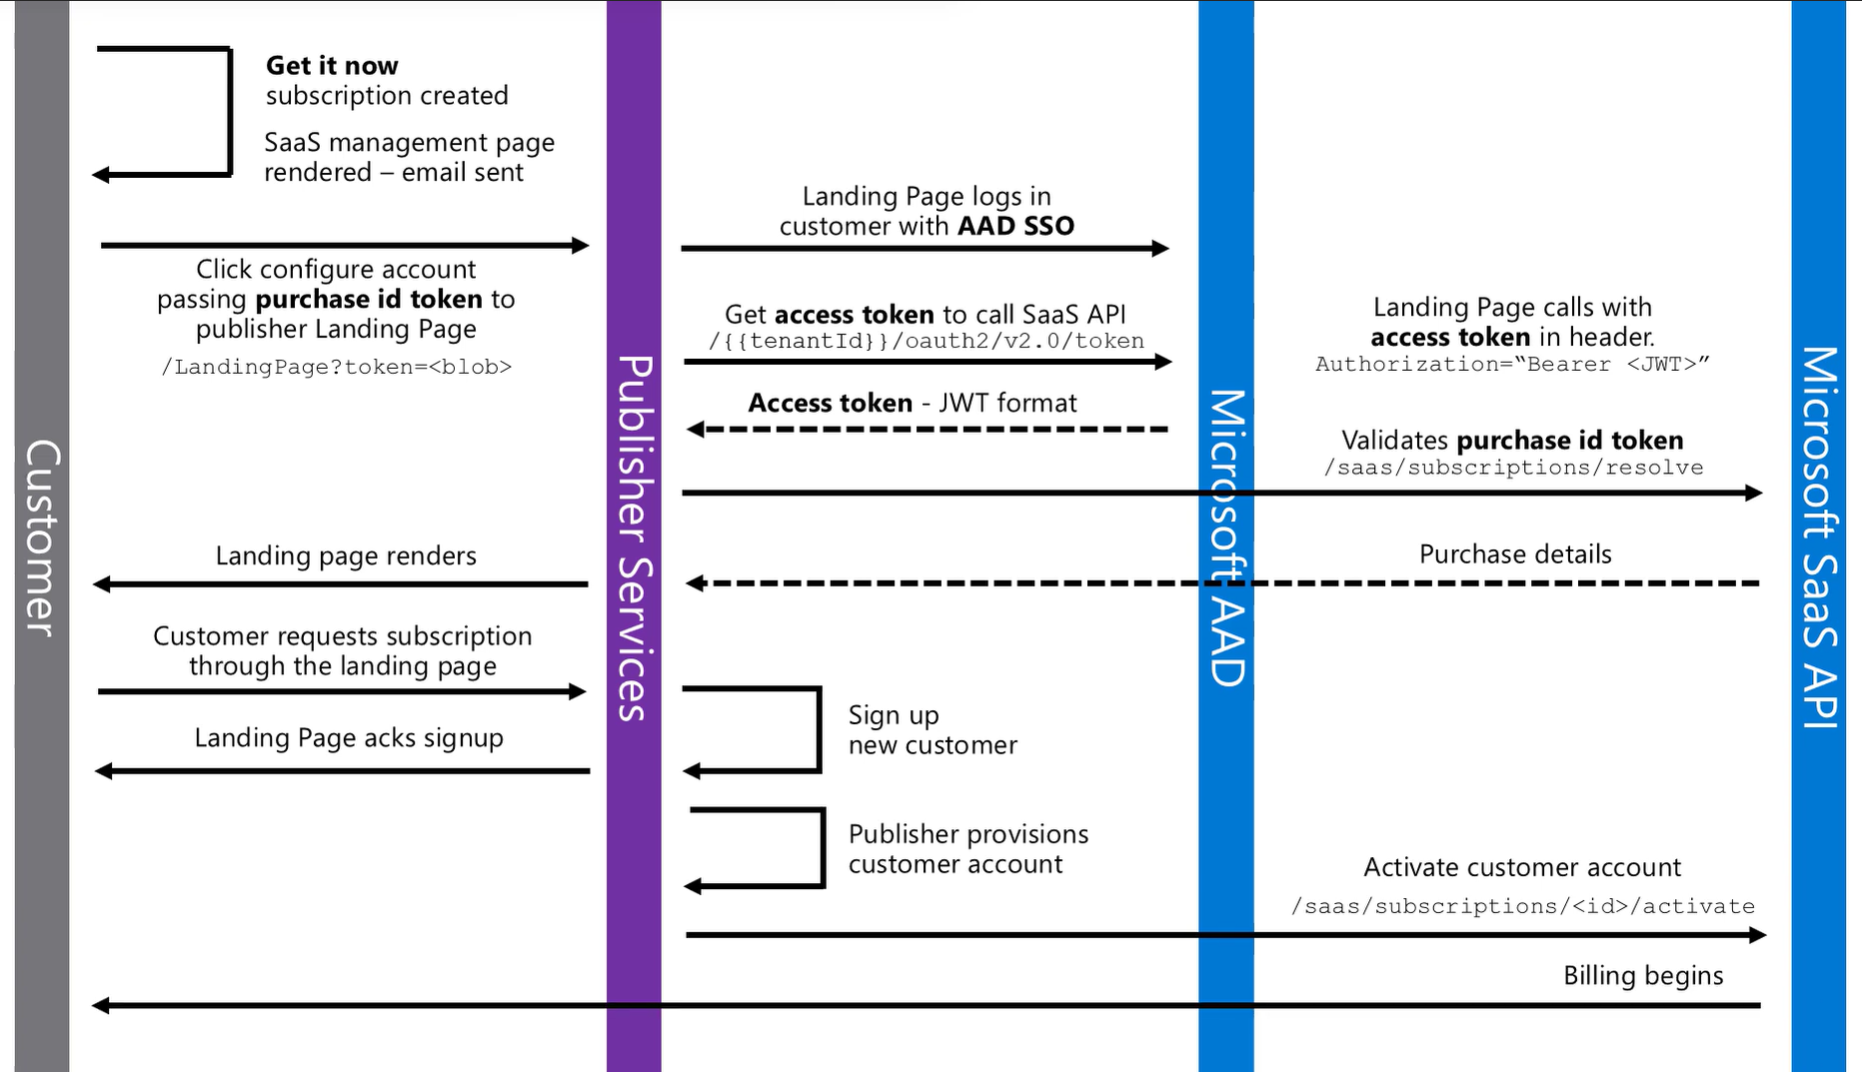 Get it now
subscription created
SaaS management page
rendered – email sent
Click configure account
passing purchase id token to
publisher Landing Page
/LandingPage?token=<blob>
Landing Page logs in
customer with AAD SSO
Get access token to call SaaS API
/{{tenantId}}/oauth2/v2.0/token
Access token - JWT format
Landing Page calls with
access token in header.
Authorization=“Bearer <JWT>”
Validates purchase id token
/saas/subscriptions/resolve
Purchase details
Landing page renders
Customer requests subscription
through the landing page
Landing Page acks signup
Sign up
new customer
Publisher provisions
customer account
Activate customer account
/saas/subscriptions/<id>/activate
Billing begins
Customer
Publisher Services
Microsoft AAD
Microsoft SaaS API